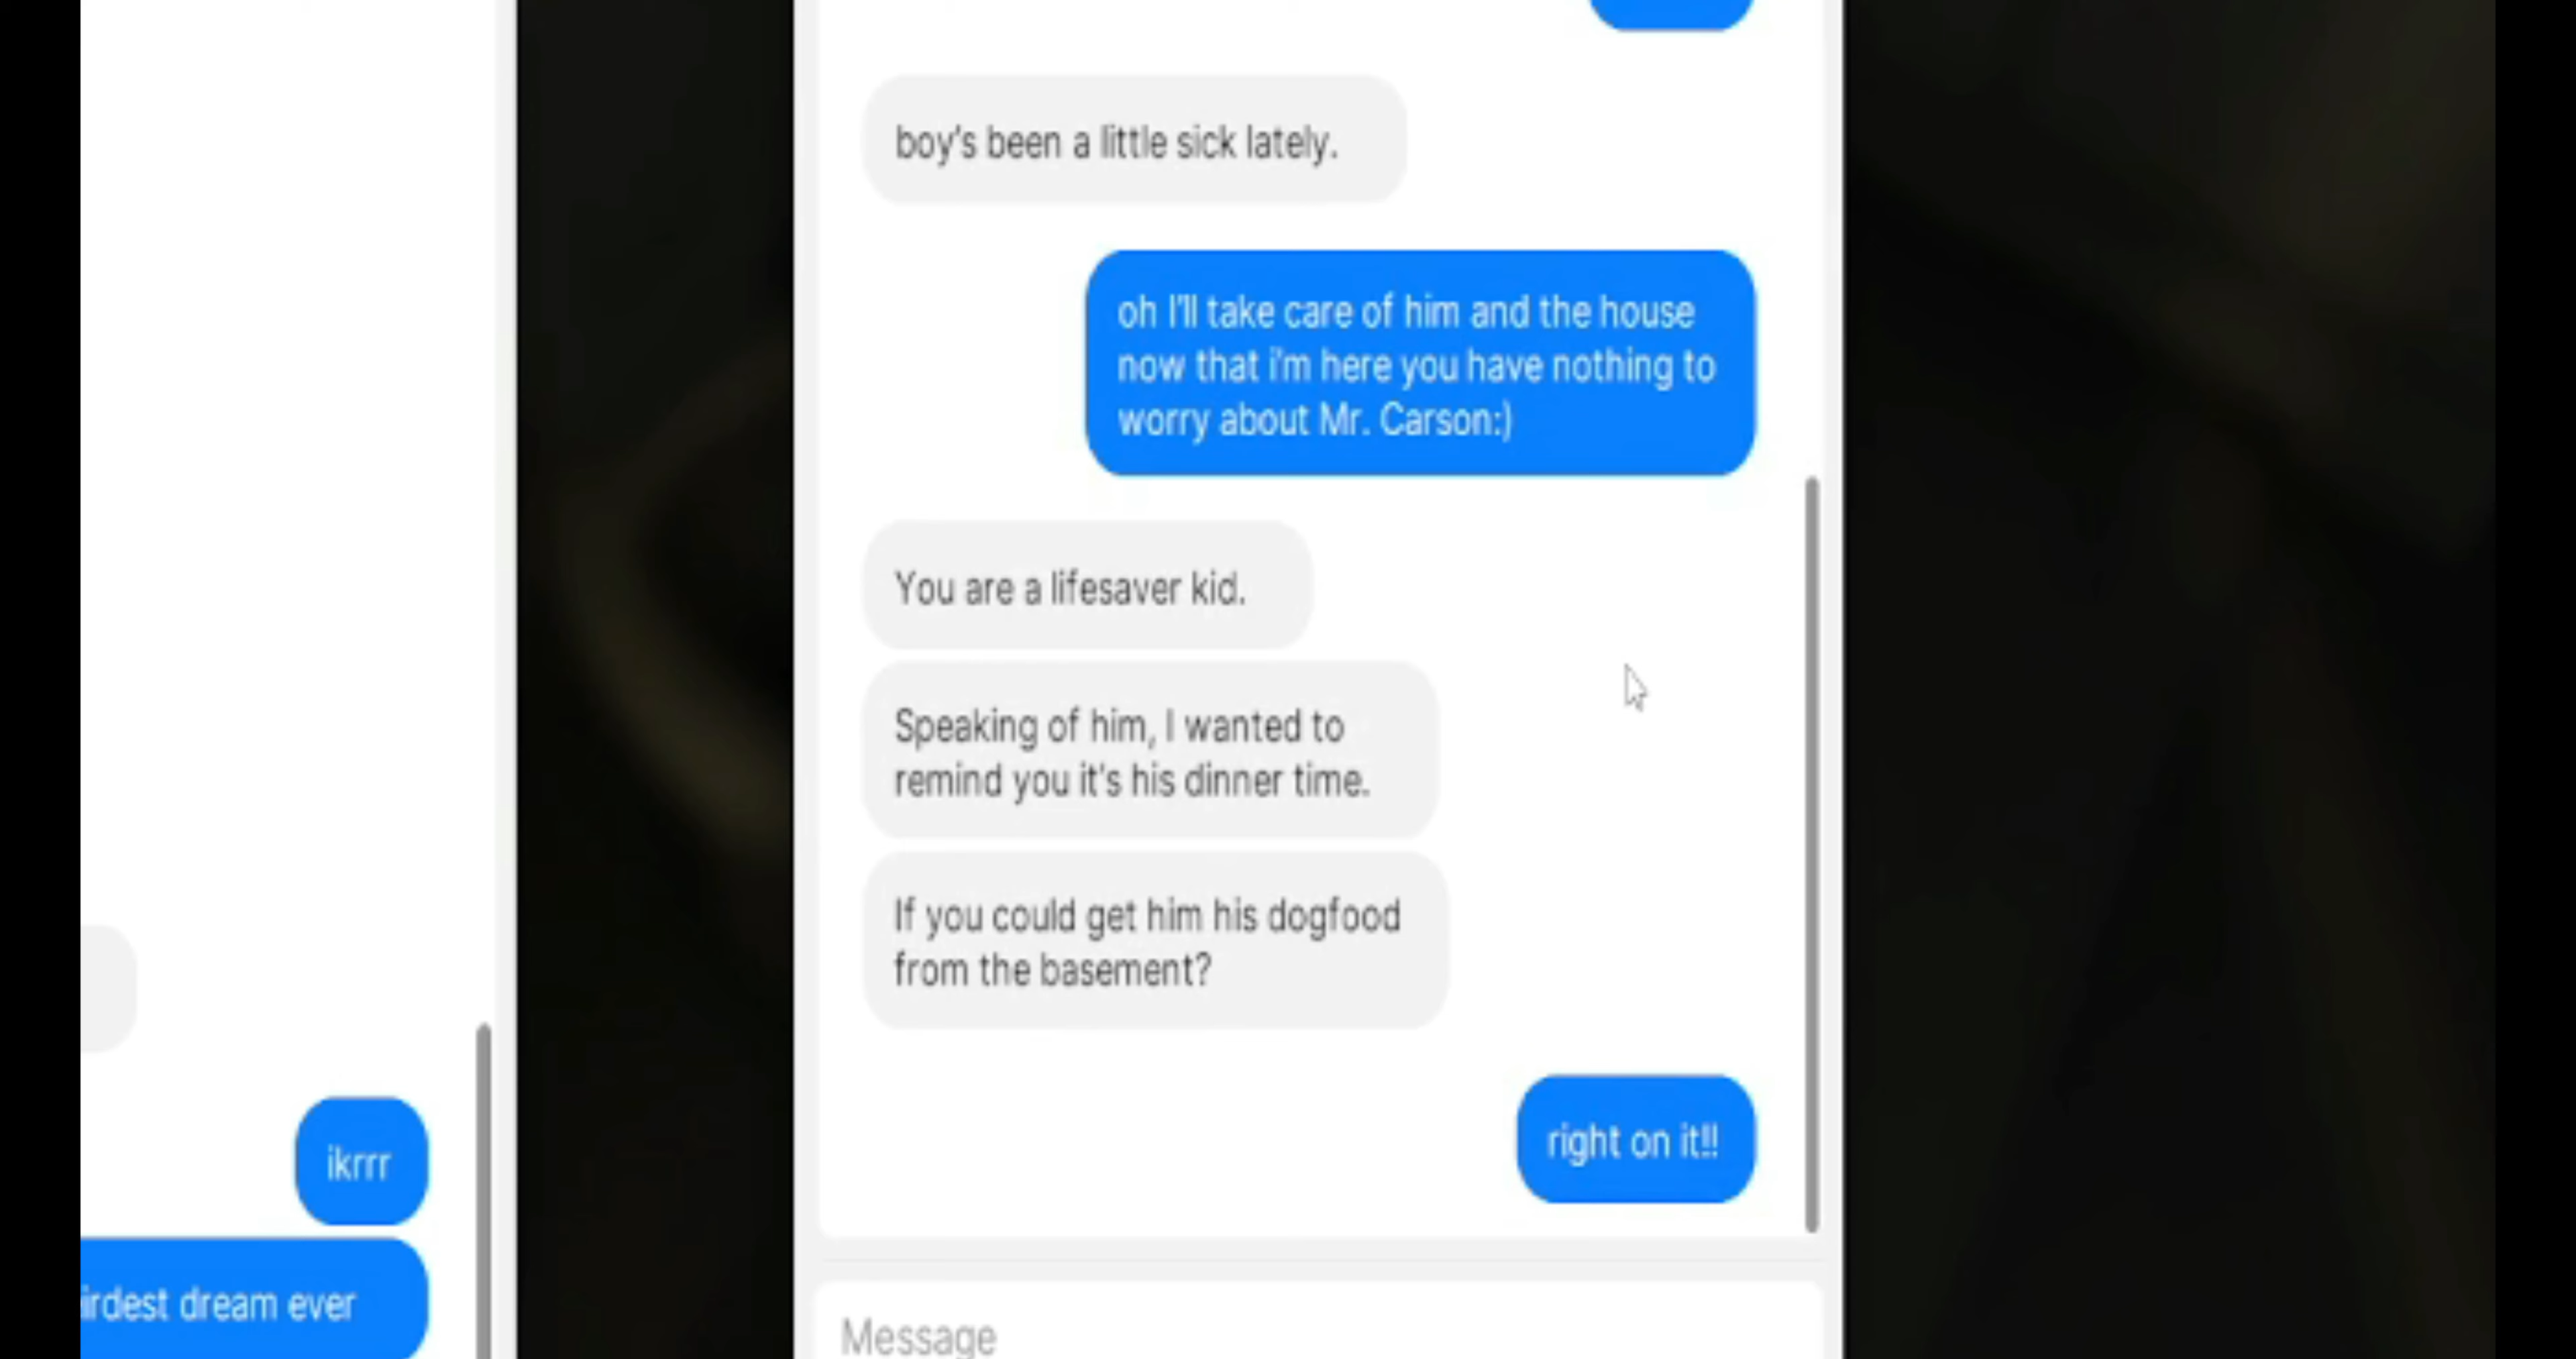 boy's been a little sick lately.
oh I'll take care of him and the house
now that i'm here you have nothing to
worry about Mr. Carson:)
You are a lifesaver kid.
Speaking of him, I wanted to
remind you it's his dinner time.
If you could get him his dogfood
from the basement?
right on it!!
Message
ikrrr
dream ever